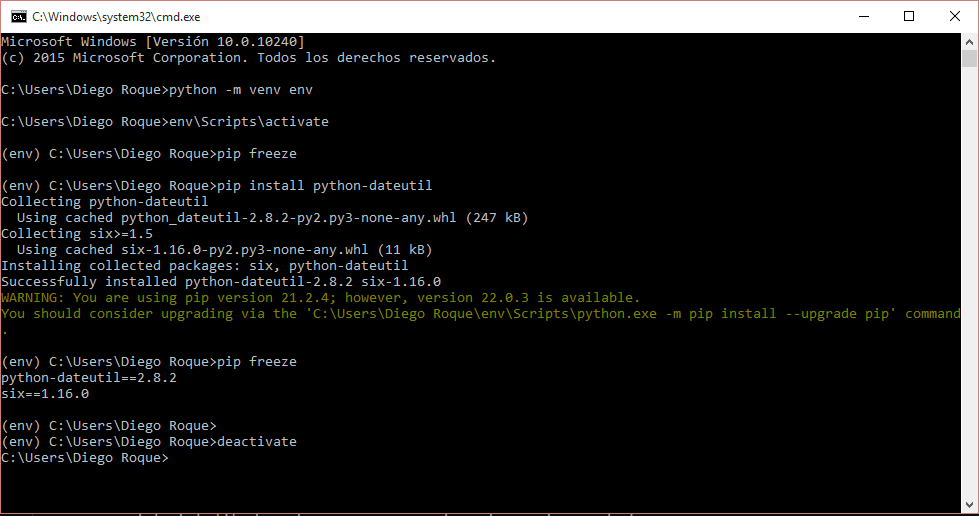 C:\Windows\system32\cmd.exe
Microsoft Windows [Versión 10.0.10240]
(c) 2015 Microsoft Corporation. Todos los derechos reservados.
C:\Users\Diego Roque>python -m venv env
C:\Users\Diego Roque>env\Scripts\activate
(env) C:\Users\Diego Roque>pip freeze
(env) C:\Users\Diego Roque>pip install python-dateutil
Collecting python-dateutil
  Using cached python_dateutil-2.8.2-py2.py3-none-any.whl (247 kB)
Collecting six>=1.5
  Using cached six-1.16.0-py2.py3-none-any.whl (11 kB)
Installing collected packages: six, python-dateutil
Successfully installed python-dateutil-2.8.2 six-1.16.0
WARNING: You are using pip version 21.2.4; however, version 22.0.3 is available.
You should consider upgrading via the 'C:\Users\Diego Roque\env\Scripts\python.exe -m pip install --upgrade pip' command
.
(env) C:\Users\Diego Roque>pip freeze
python-dateutil==2.8.2
six==1.16.0
(env) C:\Users\Diego Roque>
(env) C:\Users\Diego Roque>deactivate
C:\Users\Diego Roque>